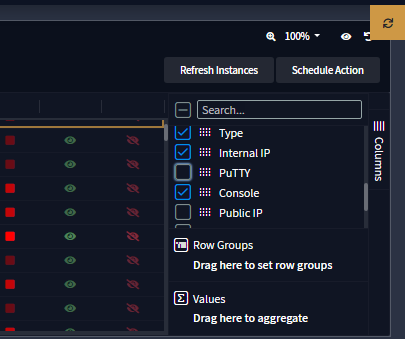 100%
Refresh Instances
Schedule Action
Search...
Type
Internal IP
PuTTY
Console
Public IP
Columns
Row Groups
Drag here to set row groups
Values
Drag here to aggregate